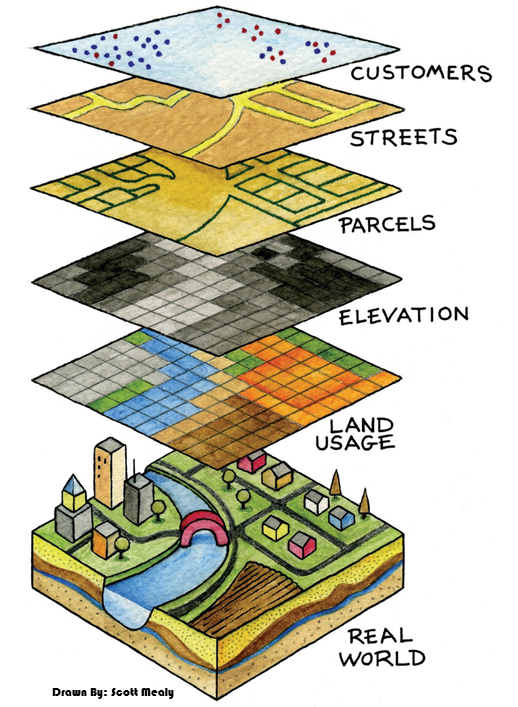 CUSTOMERS
STREETS
PARCELS
ELEVATION
LAND
USAGE
REAL
WORLD
Drawn By: Scott Mealy